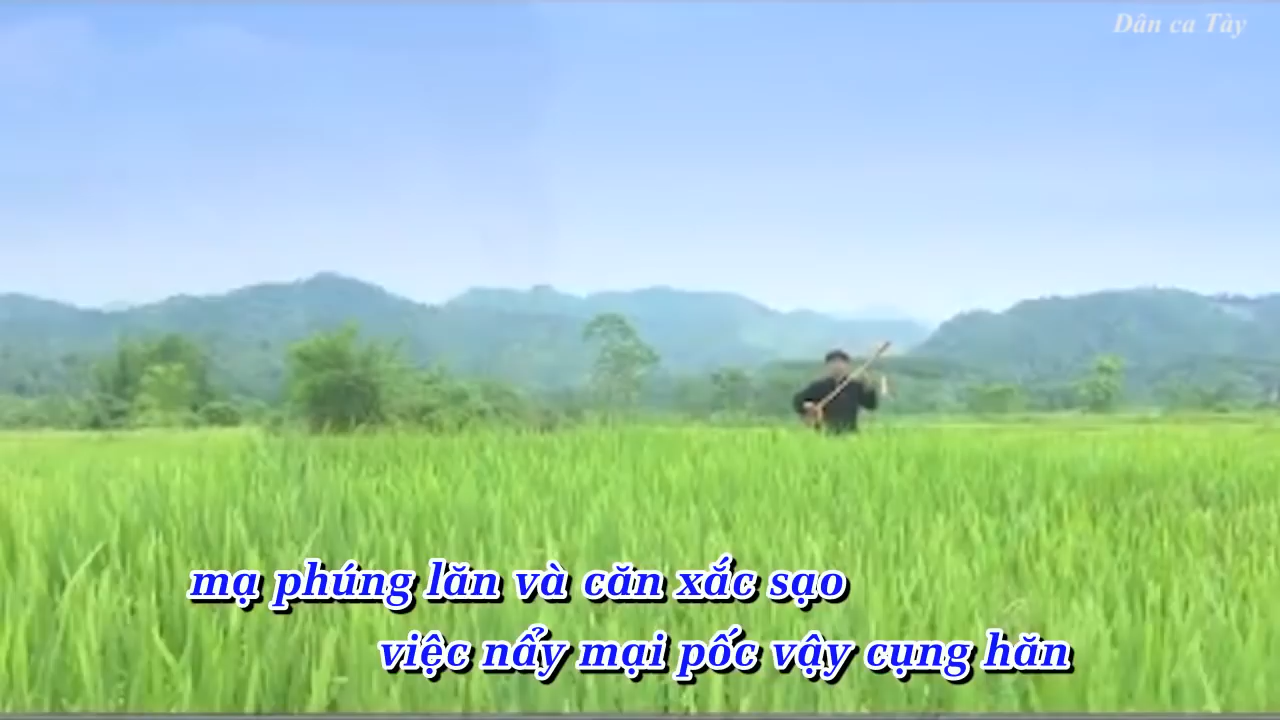 Dân ca Tày
mạ phúng lăn và căn xắc sạo
việc nẩy mại pốc vậy cụng hăn